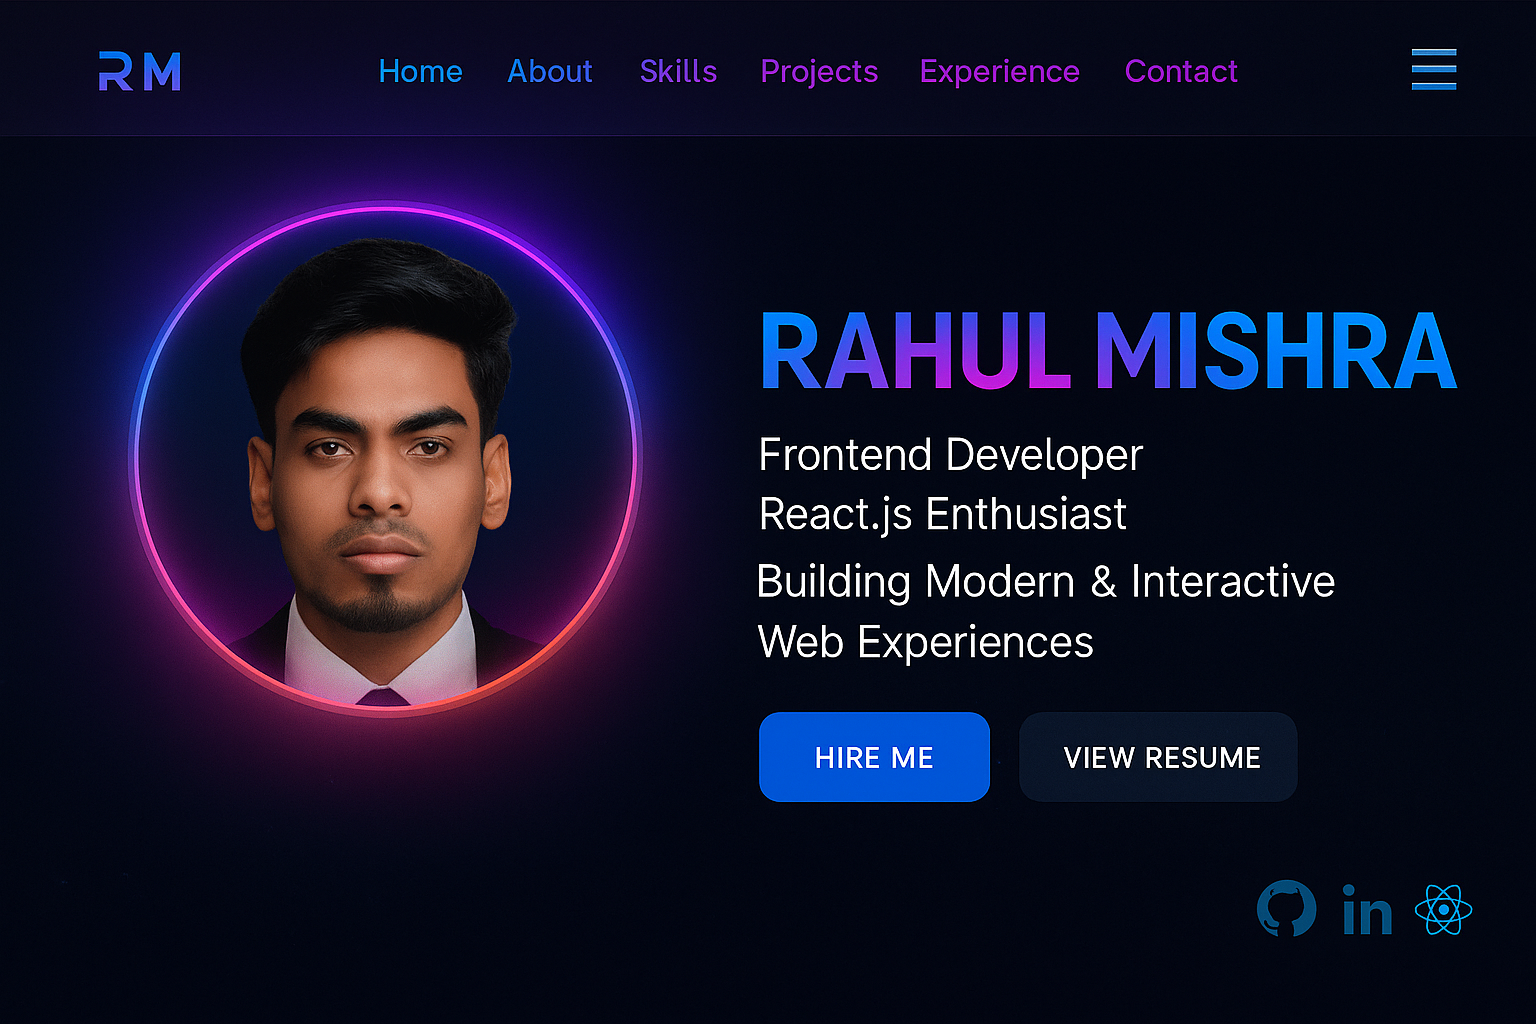 RM
Home About Skills Projects Experience Contact
RAHUL MISHRA
Frontend Developer
React.js Enthusiast
Building Modern & Interactive
Web Experiences
HIRE ME VIEW RESUME
in